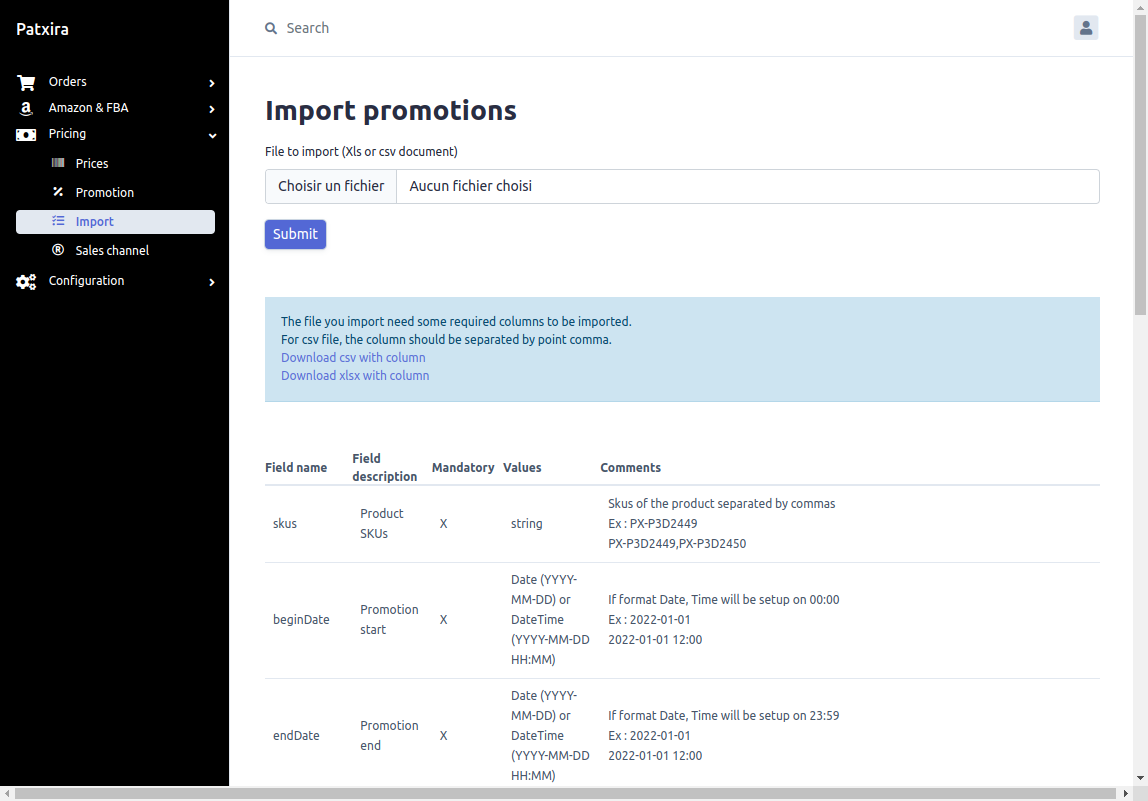 Patxira
Search
Orders
Amazon & FBA
Pricing
Prices
Promotion
Import
Sales channel
Configuration
Import promotions
File to import (Xls or csv document)
Choisir un fichier
Aucun fichier choisi
Submit
The file you import need some required columns to be imported.
For csv file, the column should be separated by point comma.
Download csv with column
Download xlsx with column
Field name
Field
description
Mandatory
Values
Comments
skus
Product
SKUs
X
string
Skus of the product separated by commas
Ex : PX-P3D2449
PX-P3D2449,PX-P3D2450
beginDate
Promotion
start
X
Date (YYYY-
MM-DD) or
DateTime
(YYYY-MM-DD
HH:MM)
If format Date, Time will be setup on 00:00
Ex : 2022-01-01
2022-01-01 12:00
endDate
Promotion
end
X
Date (YYYY-
MM-DD) or
DateTime
(YYYY-MM-DD
HH:MM)
If format Date, Time will be setup on 23:59
Ex : 2022-01-01
2022-01-01 12:00